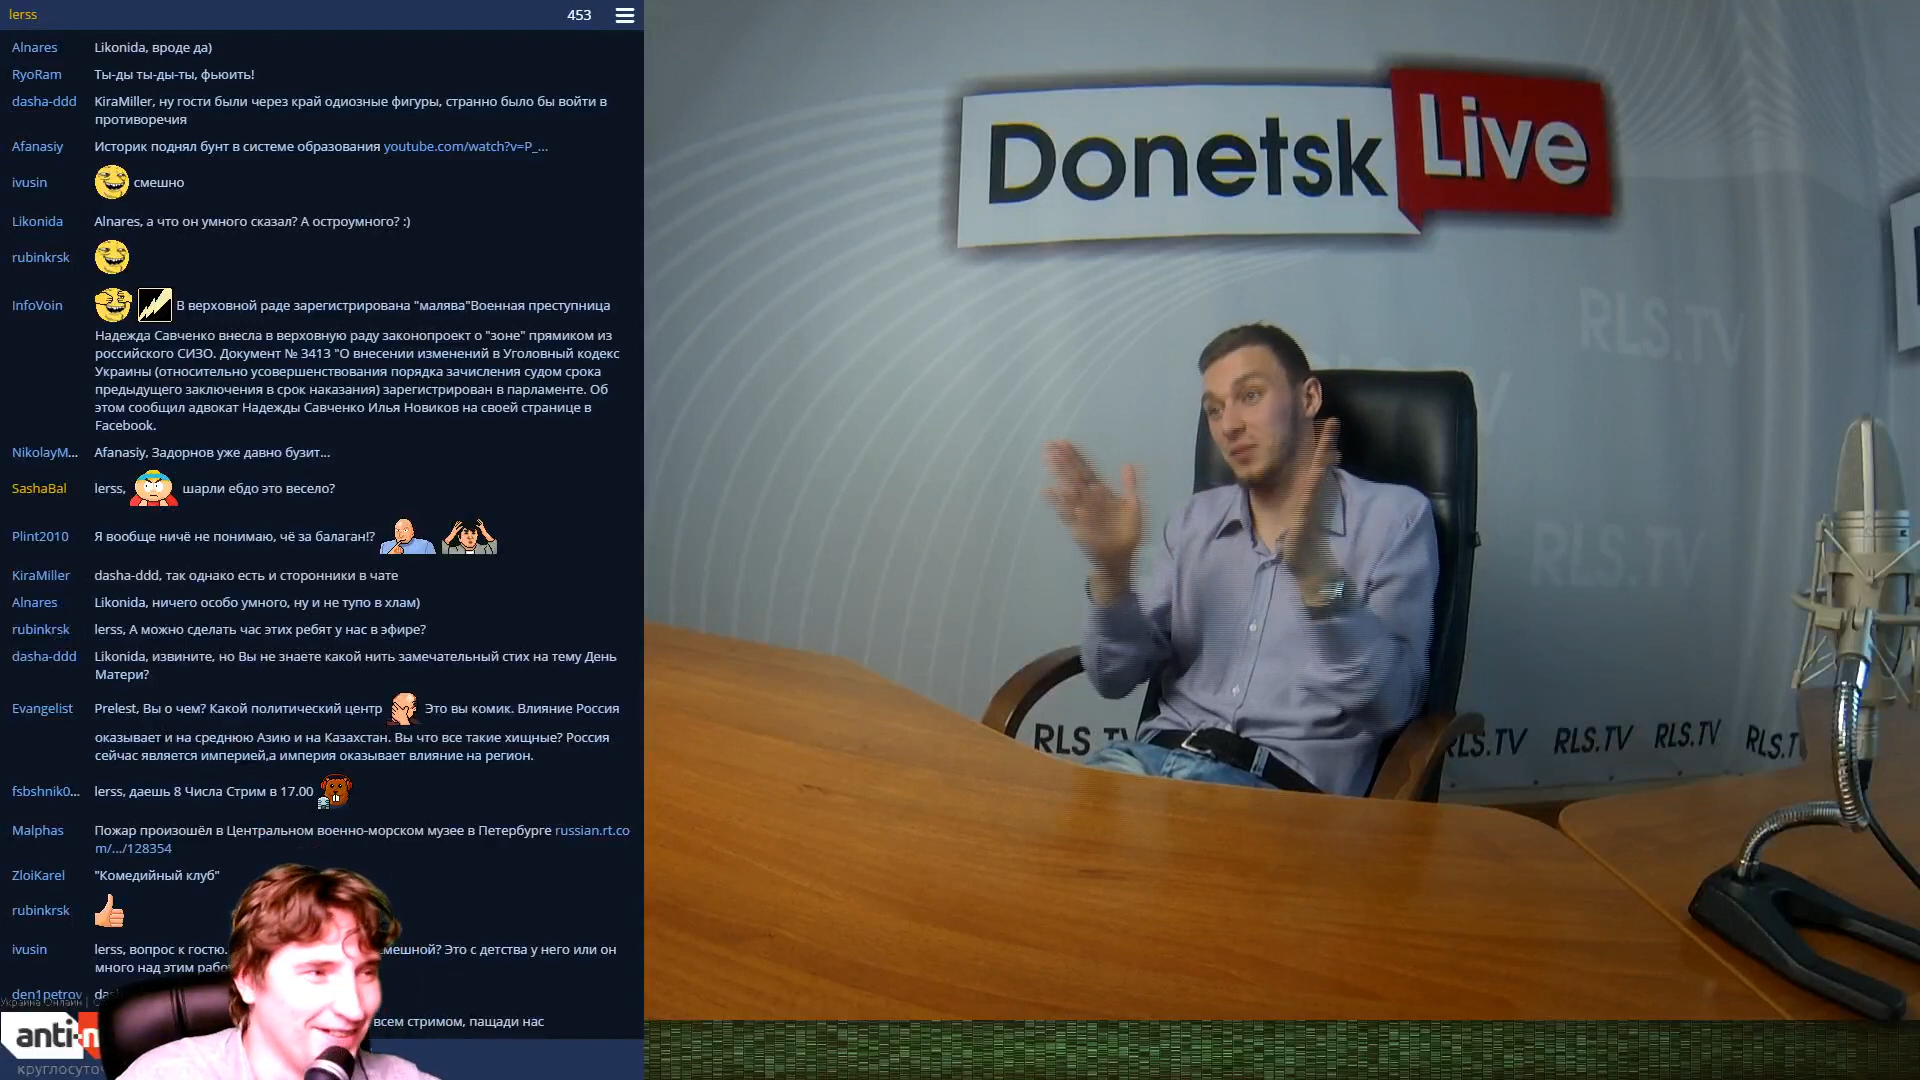 lerss
453
Alnares Likonida, вроде да)
RyoRam Ты-ды ты-ды-ты, фьюить!
dasha-ddd KiraMiller, ну гости были через край одиозные фигуры, странно было бы войти в
противоречия
Afanasiy Историк поднял бунт в системе образования youtube.com/watch?v=P_...
ivusin смешно
Likonida Alnares, а что он умного сказал? А остроумного? :)
rubinkrsk
InfoVoin В верховной раде зарегистрирована "малява"Военная преступница
Надежда Савченко внесла в верховную раду законопроект о "зоне" прямиком из
российского СИЗО. Документ № 3413 "О внесении изменений в Уголовный кодекс
Украины (относительно усовершенствования порядка зачисления судом срока
предыдущего заключения в срок наказания) зарегистрирован в парламенте. Об
этом сообщил адвокат Надежды Савченко Илья Новиков на своей странице в
Facebook.
NikolayM... Afanasiy, Задорнов уже давно бузит...
SashaBal lerss, шарли ебдо это весело?
Plint2010 Я вообще ничё не понимаю, чё за балаган!?
KiraMiller dasha-ddd, так однако есть и сторонники в чате
Alnares Likonida, ничего особо умного, ну и не тупо в хлам)
rubinkrsk lerss, А можно сделать час этих ребят у нас в эфире?
dasha-ddd Likonida, извините, но Вы не знаете какой нить замечательный стих на тему День
Матери?
Evangelist Prelest, Вы о чем? Какой политический центр Это вы комик. Влияние Россия
оказывает и на среднюю Азию и на Казахстан. Вы что все такие хищные? Россия
сейчас является империей,а империя оказывает влияние на регион.
fsbshnik0... lerss, даешь 8 Числа Стрим в 17.00
Malphas Пожар произошёл в Центральном военно-морском музее в Петербурге russian.rt.co
m/.../128354
ZloiKarel "Комедийный клуб"
rubinkrsk
ivusin lerss, вопрос к гостю. смешной? Это с детства у него или он
много над этим рабо
den1petrov das
Украина Онлайн |
всем стримом, пащади нас
anti-
круглосуточ
Donetsk Live
RLS.TV
RLS.TV
RLS.TV
RLS.TV
RLS.TV
RLS.TV
RLS.T